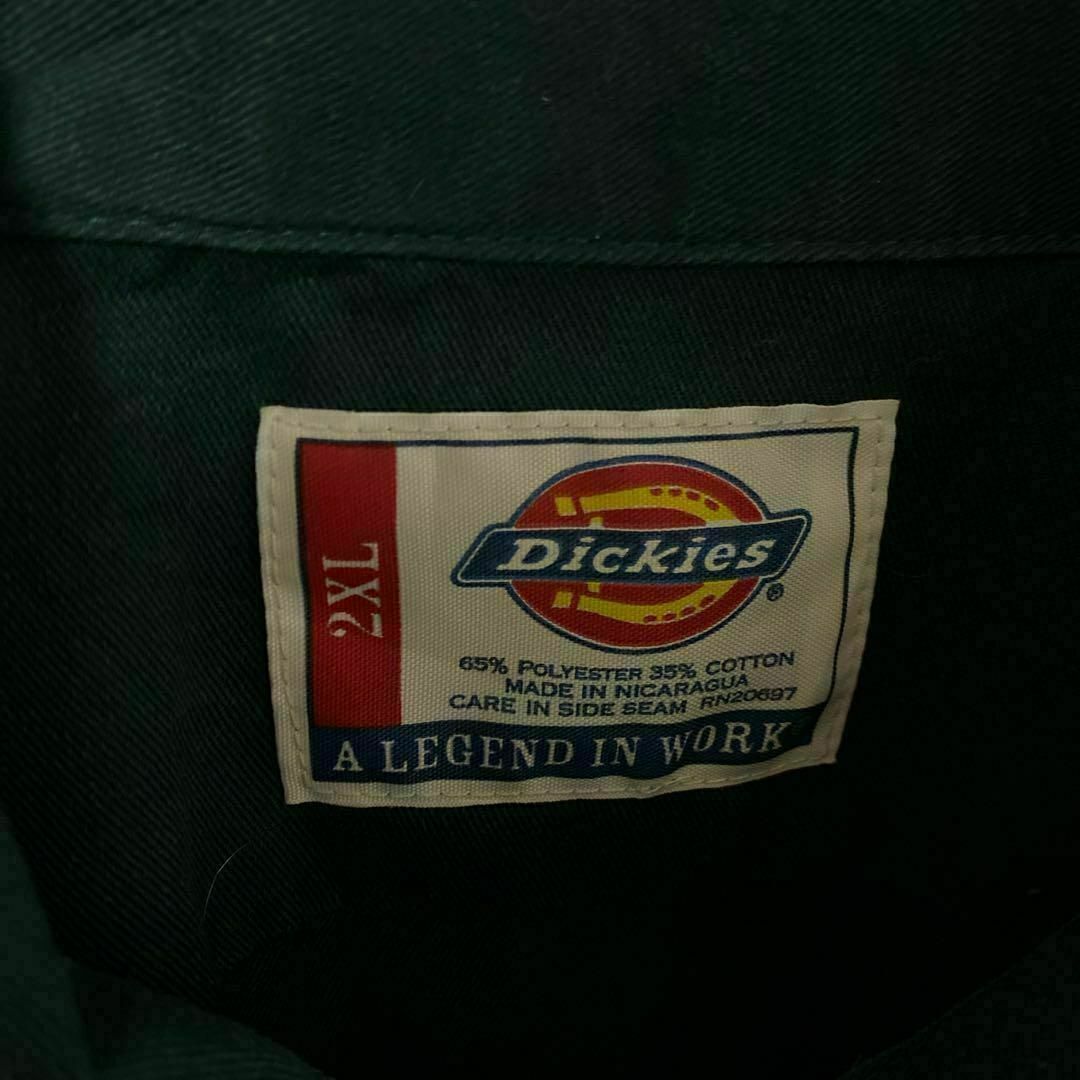 2XL
Dickies
®
65% POLYESTER 35% COTTON
MADE IN NICARAGUA
CARE IN SIDE SEAM RN20697
A LEGEND IN WORK